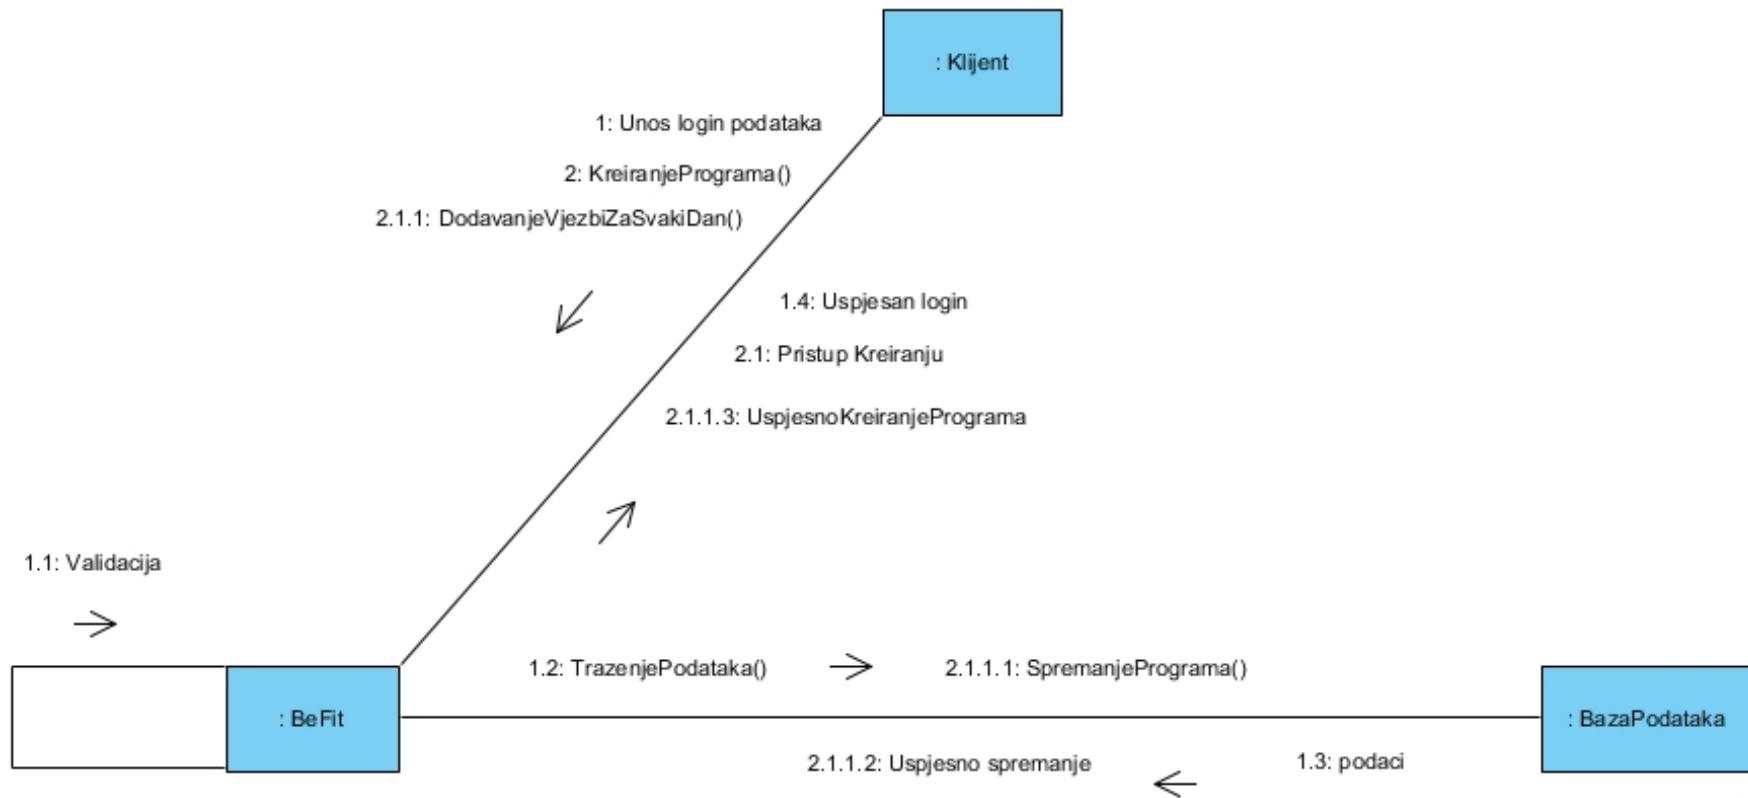 : Klijent
1: Unos login podataka
2: KreiranjePrograma()
2.1.1: DodavanjeVjezbiZaSvakiDan()
1.4: Uspjesan login
2.1: Pristup Kreiranju
2.1.1.3: UspjesnoKreiranjePrograma
1.1: Validacija
1.2: TrazenjePodataka()
2.1.1.1: SpremanjePrograma()
: BeFit
: BazaPodataka
2.1.1.2: Uspjesno spremanje
1.3: podaci